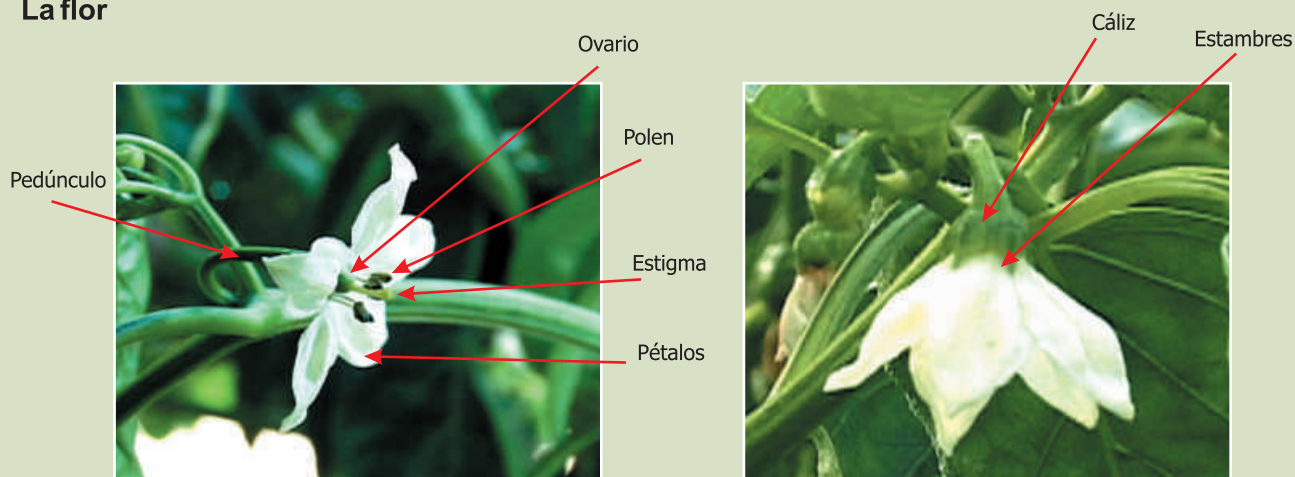 La flor
Ovario
Polen
Pedúnculo
Estigma
Pétalos
Cáliz
Estambres